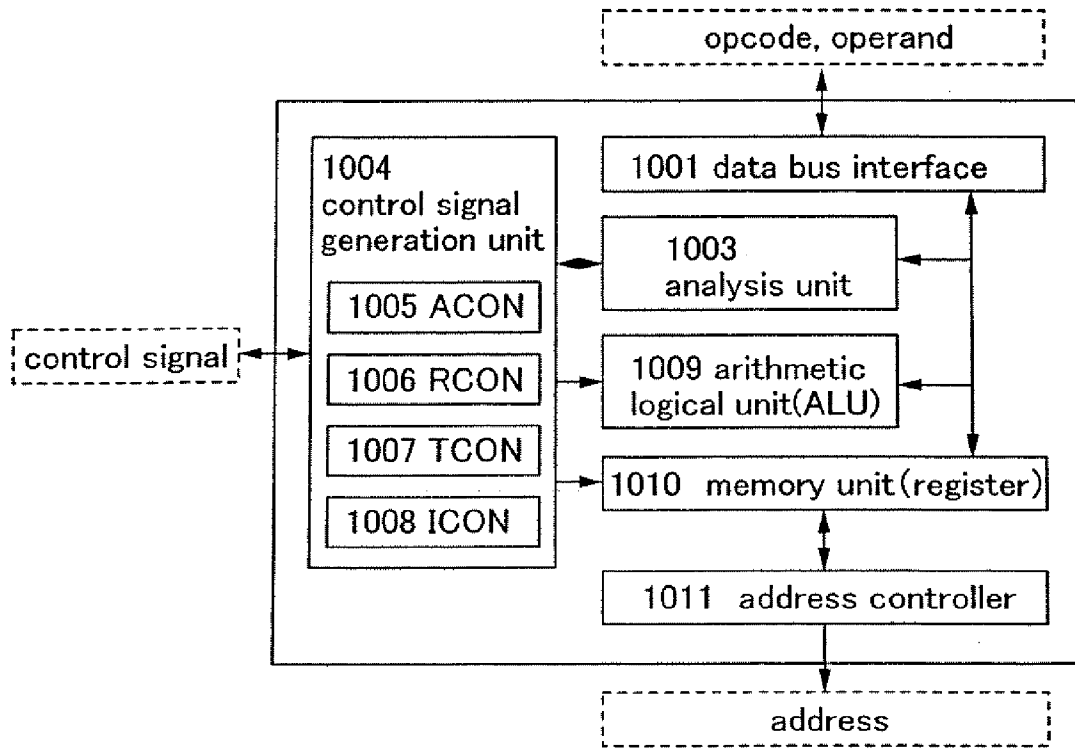 opcode, operand
1001 data bus interface
1004
control signal
generation unit
1003
analysis unit
1005 ACON
control signal
1006 RCON
1009 arithmetic
logical unit(ALU)
1007 TCON
1010 memory unit(register)
1008 ICON
1011 address controller
address